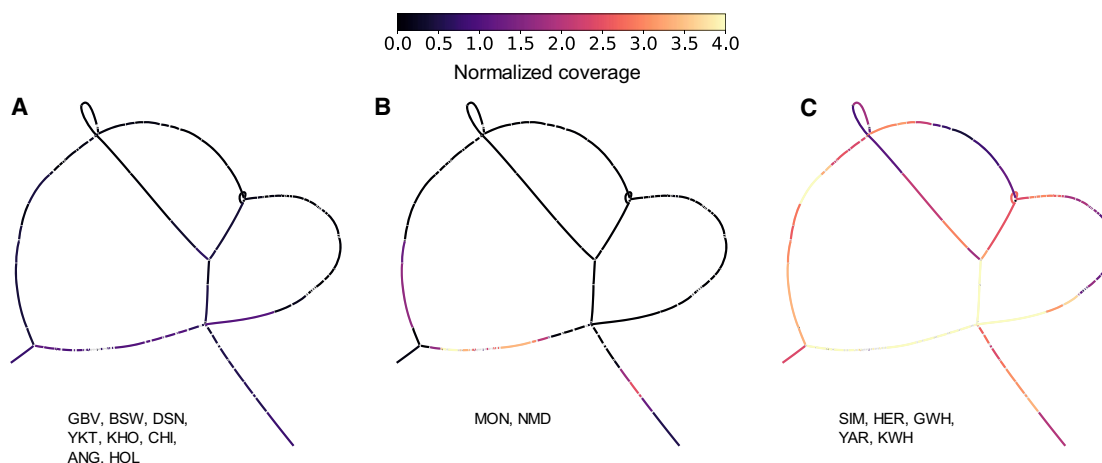 0.0 0.5 1.0 1.5 2.0 2.5 3.0 3.5 4.0
Normalized coverage
A
B
C
GBV, BSW, DSN,
YKT, KHO, CHI,
ANG, HOL
MON, NMD
SIM, HER, GWH,
YAR, KWH